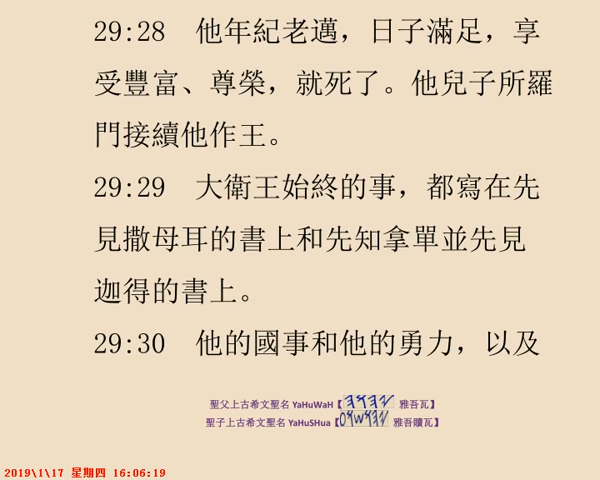 29:28 他年紀老邁，日子滿足，享
受豐富、尊榮，就死了。他兒子所羅
門接續他作王。
29:29 大衛王始終的事，都寫在先
見撒母耳的書上和先知拿單並先見
迦得的書上。
29:30 他的國事和他的勇力，以及
聖父上古希文聖名 YaHuWaH【 雅吾瓦】
聖子上古希文聖名 YaHuSHua【 雅吾贖瓦】
2019\1\17 星期四 16:06:19